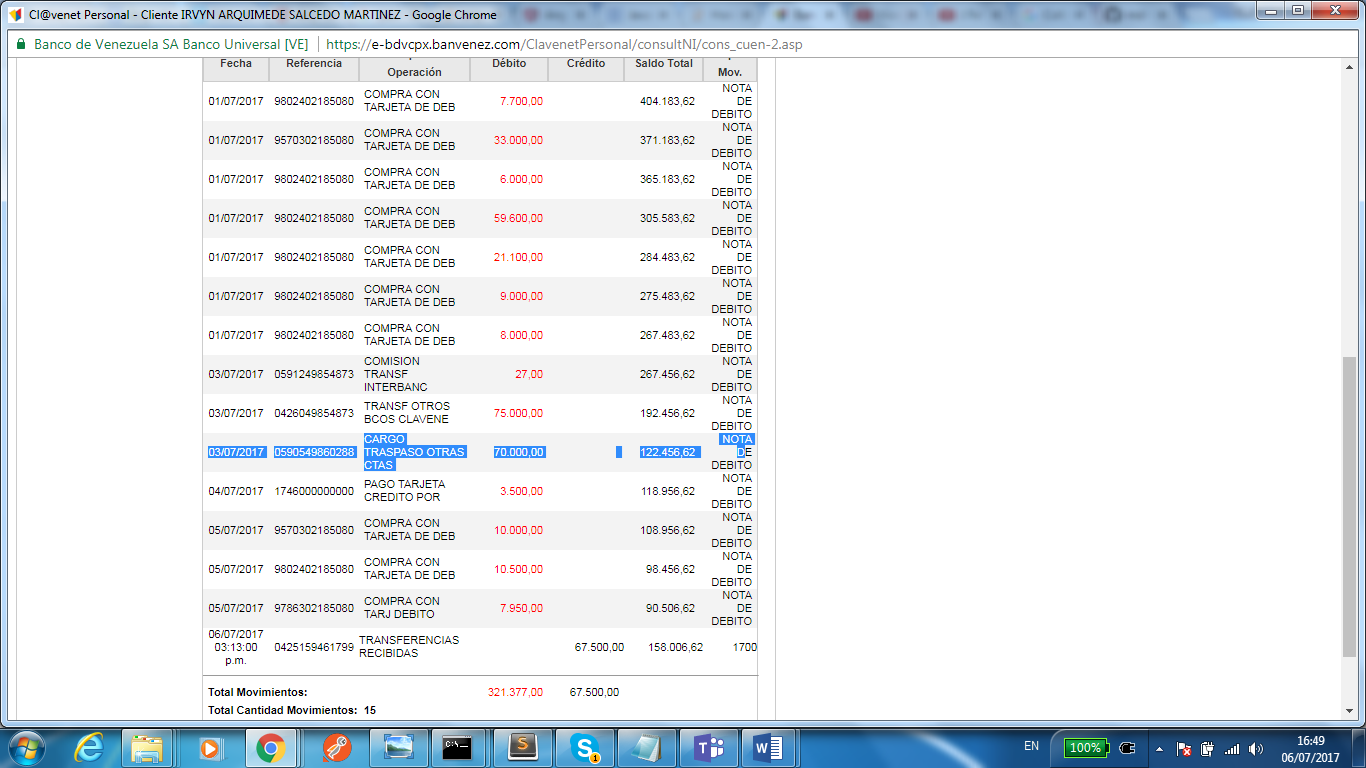 Cl@venet Personal - Cliente IRVYN ARQUIMEDE SALCEDO MARTINEZ - Google Chrome
Banco de Venezuela SA Banco Universal [VE] https://e-bdvcpx.banvenez.com/ClavenetPersonal/consultNI/cons_cuen-2.asp
Fecha Referencia Operación Débito Crédito Saldo Total Mov.
01/07/2017 9802402185080 COMPRA CON TARJETA DE DEB 7.700,00 404.183,62 NOTA DE DEBITO
01/07/2017 9570302185080 COMPRA CON TARJETA DE DEB 33.000,00 371.183,62 NOTA DE DEBITO
01/07/2017 9802402185080 COMPRA CON TARJETA DE DEB 6.000,00 365.183,62 NOTA DE DEBITO
01/07/2017 9802402185080 COMPRA CON TARJETA DE DEB 59.600,00 305.583,62 NOTA DE DEBITO
01/07/2017 9802402185080 COMPRA CON TARJETA DE DEB 21.100,00 284.483,62 NOTA DE DEBITO
01/07/2017 9802402185080 COMPRA CON TARJETA DE DEB 9.000,00 275.483,62 NOTA DE DEBITO
01/07/2017 9802402185080 COMPRA CON TARJETA DE DEB 8.000,00 267.483,62 NOTA DE DEBITO
03/07/2017 0591249854873 COMISION TRANSF INTERBANC 27,00 267.456,62 NOTA DE DEBITO
03/07/2017 0426049854873 TRANSF OTROS BCOS CLAVENE 75.000,00 192.456,62 NOTA DE DEBITO
03/07/2017 0590549860288 CARGO TRASPASO OTRAS CTAS 70.000,00 122.456,62 NOTA DE DEBITO
04/07/2017 1746000000000 PAGO TARJETA CREDITO POR 3.500,00 118.956,62 NOTA DE DEBITO
05/07/2017 9570302185080 COMPRA CON TARJETA DE DEB 10.000,00 108.956,62 NOTA DE DEBITO
05/07/2017 9802402185080 COMPRA CON TARJETA DE DEB 10.500,00 98.456,62 NOTA DE DEBITO
05/07/2017 9786302185080 COMPRA CON TARJ DEBITO 7.950,00 90.506,62 NOTA DE DEBITO
06/07/2017 03:13:00 p.m. 0425159461799 TRANSFERENCIAS RECIBIDAS 67.500,00 158.006,62 1700
Total Movimientos: 321.377,00 67.500,00
Total Cantidad Movimientos: 15
EN 100% 16:49
06/07/2017